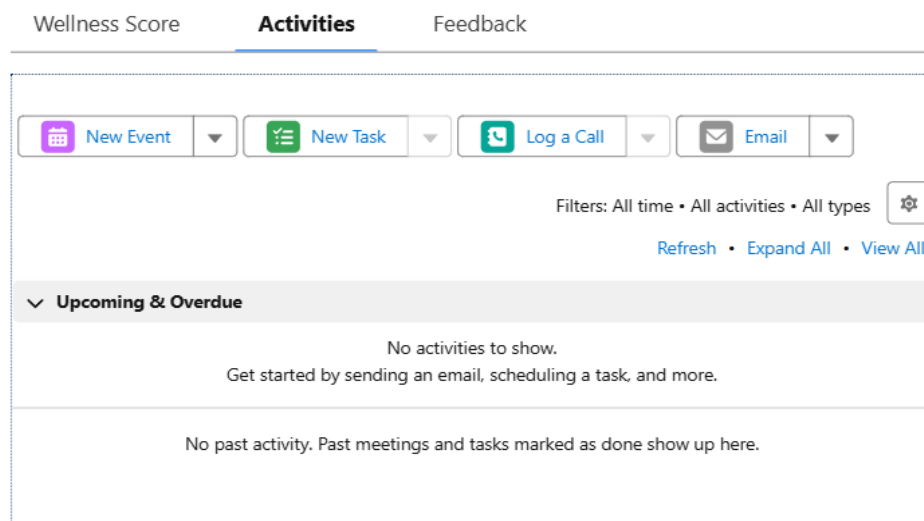 Wellness Score Activities Feedback
New Event New Task Log a Call Email
Filters: All time • All activities • All types
Refresh • Expand All • View All
Upcoming & Overdue
No activities to show.
Get started by sending an email, scheduling a task, and more.
No past activity. Past meetings and tasks marked as done show up here.